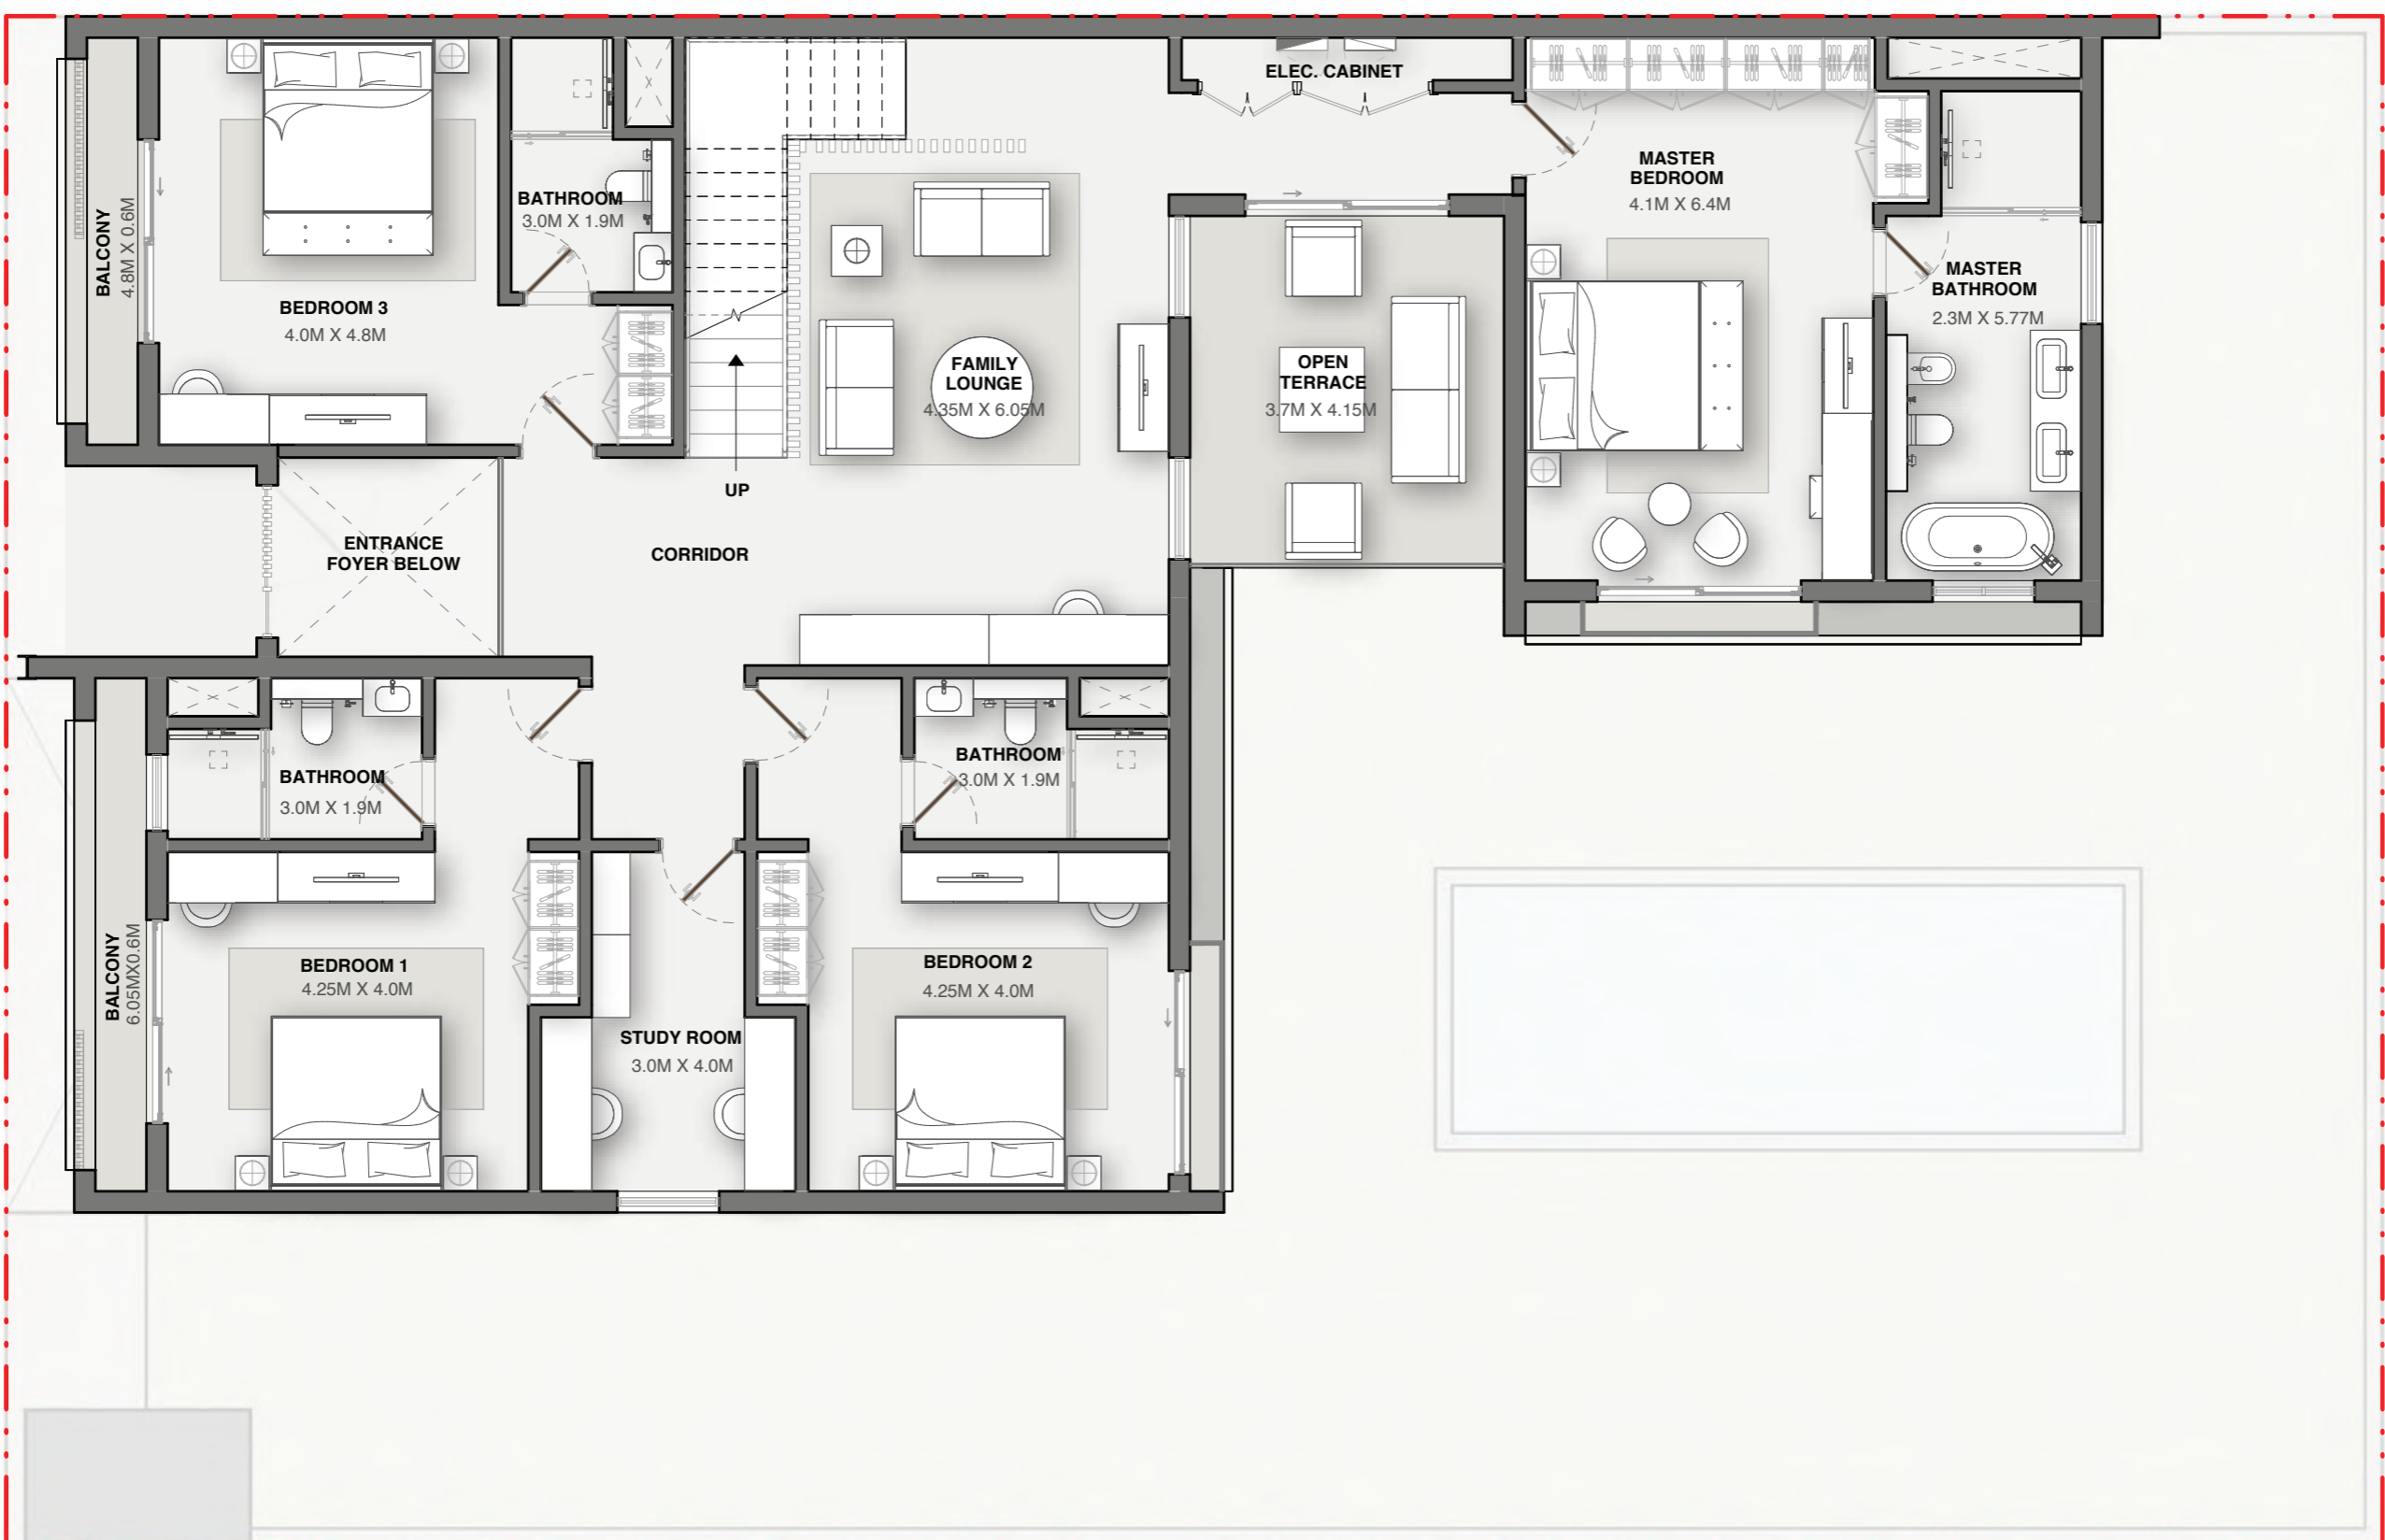 ELEC. CABINET
MASTER
BEDROOM
4.1M X 6.4M
BATHROOM
3.0M X 1.9M
BALCONY
4.8M X 0.6M
BEDROOM 3
4.0M X 4.8M
MASTER
BATHROOM
2.3M X 5.77M
FAMILY
LOUNGE
4.35M X 6.05M
OPEN
TERRACE
3.7M X 4.15M
UP
ENTRANCE
FOYER BELOW
CORRIDOR
BATHROOM
3.0M X 1.9M
BATHROOM
3.0M X 1.9M
BALCONY
6.05MX0.6M
BEDROOM 1
4.25M X 4.0M
BEDROOM 2
4.25M X 4.0M
STUDY ROOM
3.0M X 4.0M